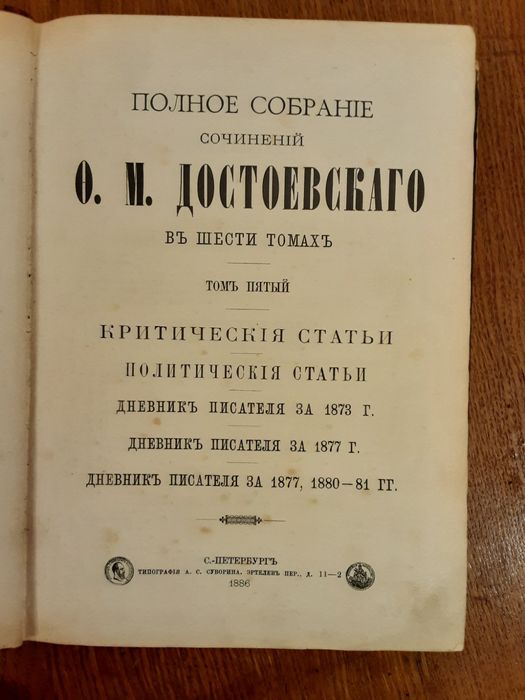 ПОЛНОЕ СОБРАНІЕ
СОЧИНЕНІЙ
Ѳ. М. ДОСТОЕВСКАГО
ВЪ ШЕСТИ ТОМАХЪ
ТОМЪ ПЯТЫЙ
КРИТИЧЕСКІЯ СТАТЬИ
ПОЛИТИЧЕСКІЯ СТАТЬИ
ДНЕВНИКЪ ПИСАТЕЛЯ ЗА 1873 Г.
ДНЕВНИКЪ ПИСАТЕЛЯ ЗА 1877 Г.
ДНЕВНИКЪ ПИСАТЕЛЯ ЗА 1877, 1880—81 ГГ.
С.-ПЕТЕРБУРГЪ
ТИПОГРАФІЯ А. С. СУВОРИНА. ЭРТЕЛЕВЪ ПЕР., Д. 11—2
1886